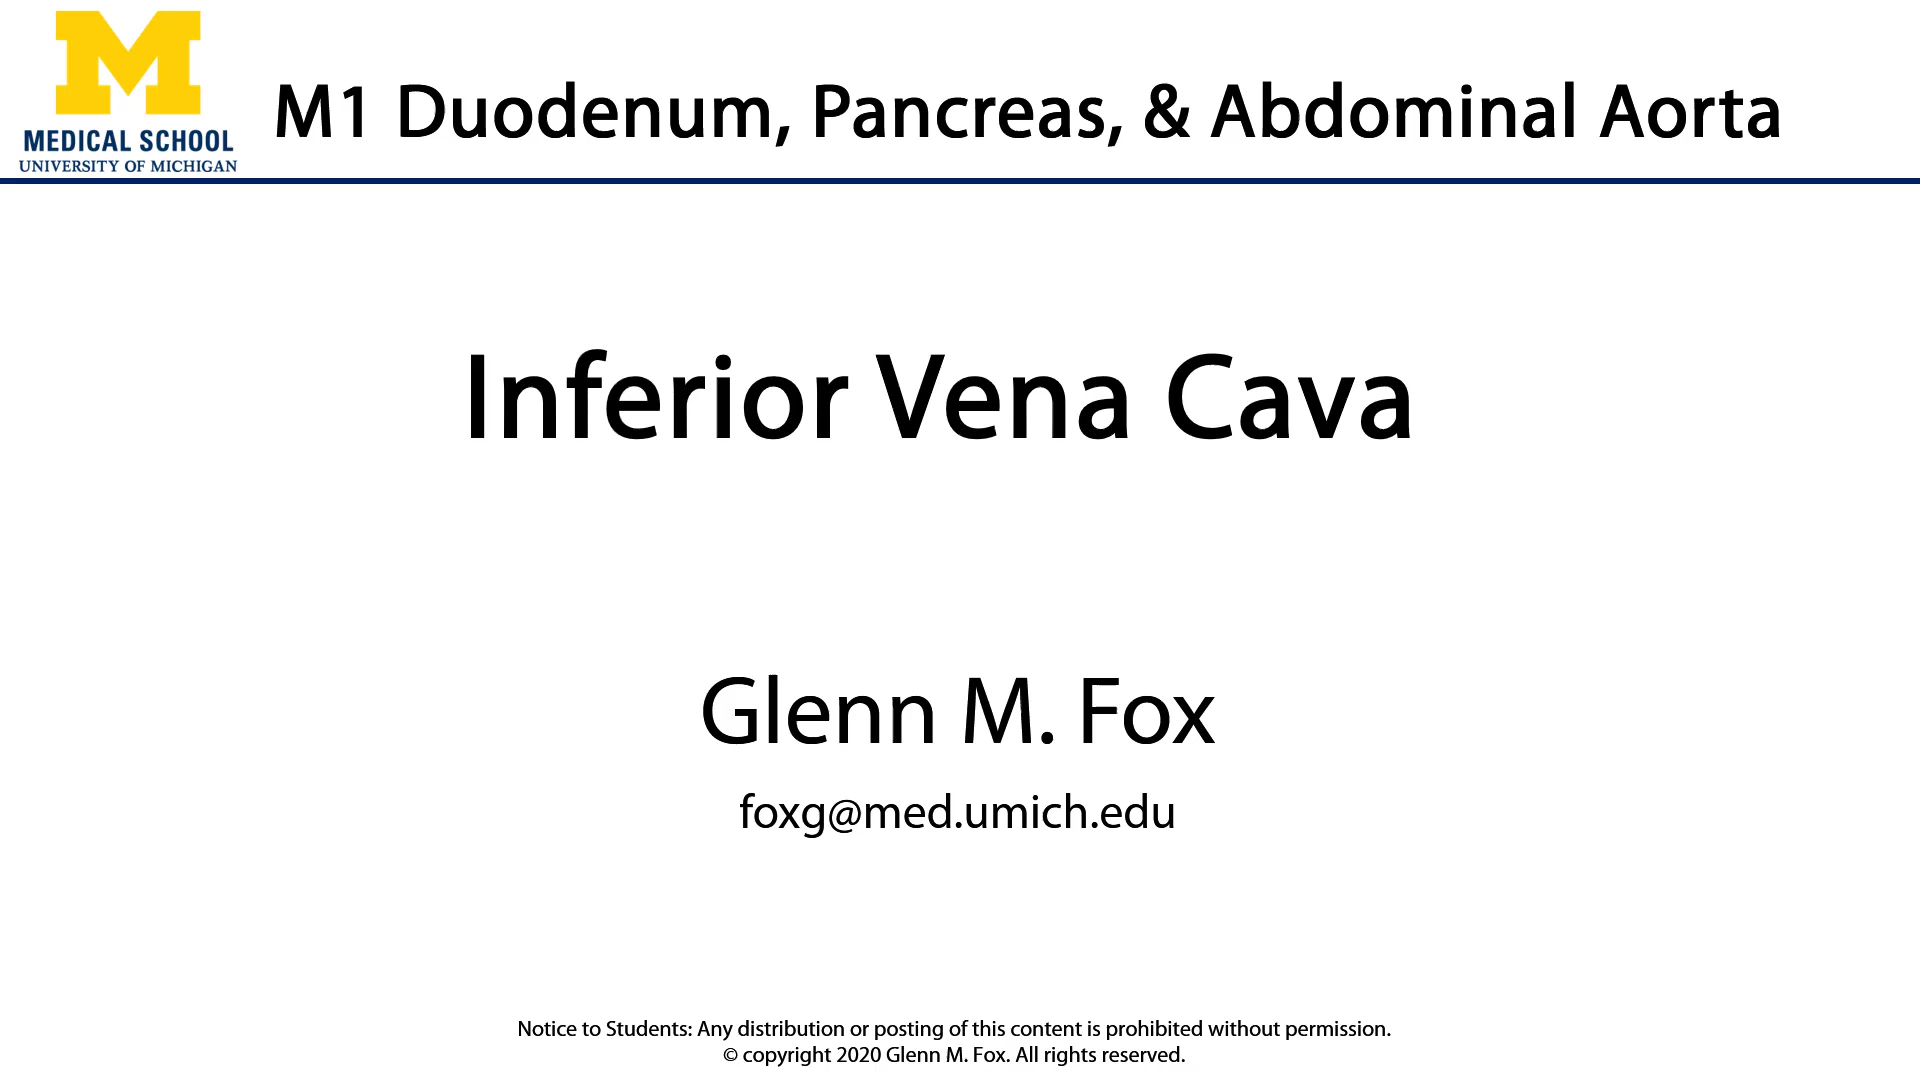 M
MEDICAL SCHOOL
UNIVERSITY OF MICHIGAN
M1 Duodenum, Pancreas, & Abdominal Aorta
Inferior Vena Cava
Glenn M. Fox
foxg@med.umich.edu
Notice to Students: Any distribution or posting of this content is prohibited without permission.
© copyright 2020 Glenn M. Fox. All rights reserved.